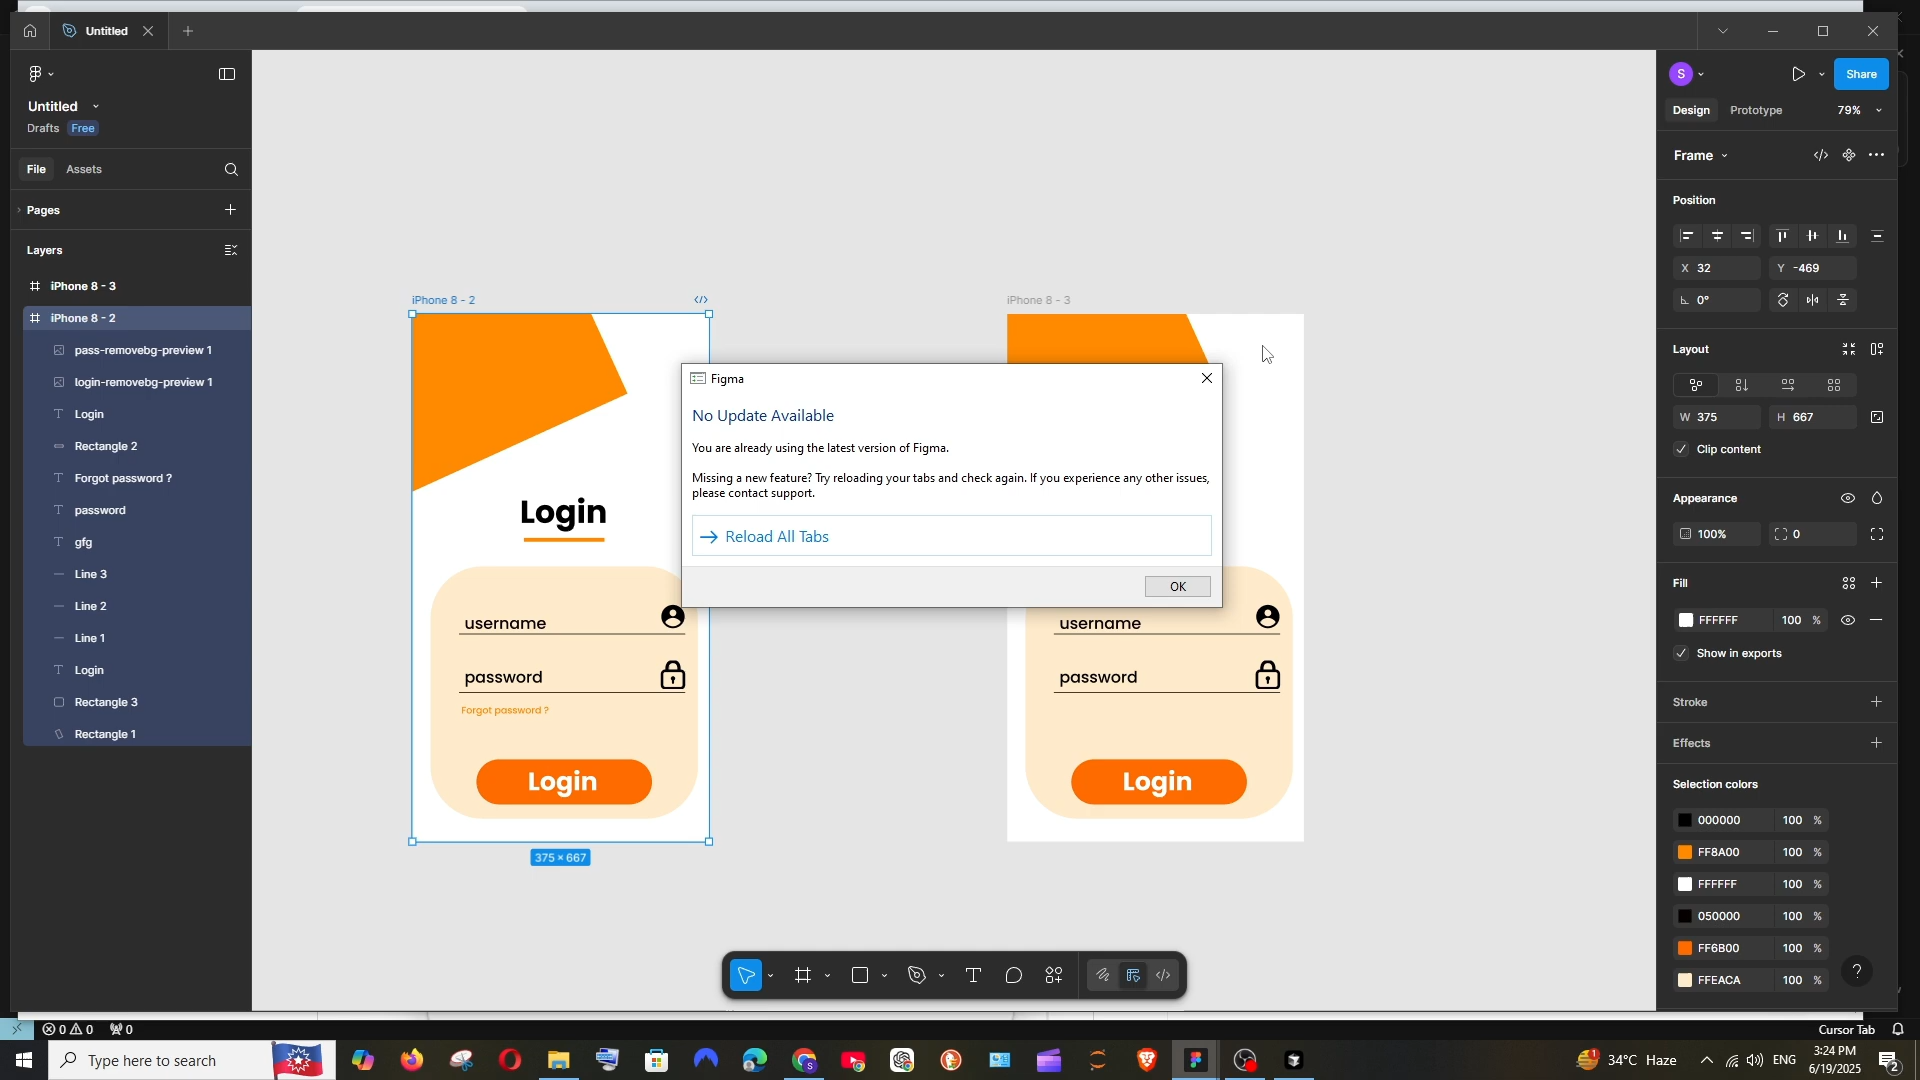 Untitled
Untitled
Drafts Free
File Assets
Pages
Layers
iPhone 8 - 3
iPhone 8 - 2
pass-removebg-preview 1
login-removebg-preview 1
Login
Rectangle 2
Forgot password ?
password
gfg
Line 3
Line 2
Line 1
Login
Rectangle 3
Rectangle 1
iPhone 8 - 2
Login
username
password
Forgot password ?
Login
375 × 667
iPhone 8 - 3
username
password
Login
Figma
No Update Available
You are already using the latest version of Figma.
Missing a new feature? Try reloading your tabs and check again. If you experience any other issues,
please contact support.
Reload All Tabs
OK
S
Share
Design Prototype 79%
Frame
Position
X 32 Y -469
0°
Layout
W 375 H 667
Clip content
Appearance
100% 0
Fill
FFFFFF 100 %
Show in exports
Stroke
Effects
Selection colors
000000 100 %
FF8A00 100 %
FFFFFF 100 %
050000 100 %
FF6B00 100 %
FFEACA 100 %
?
0 0 0
Cursor Tab
Type here to search
1
34°C Haze
ENG
3:24 PM
6/19/2025
2